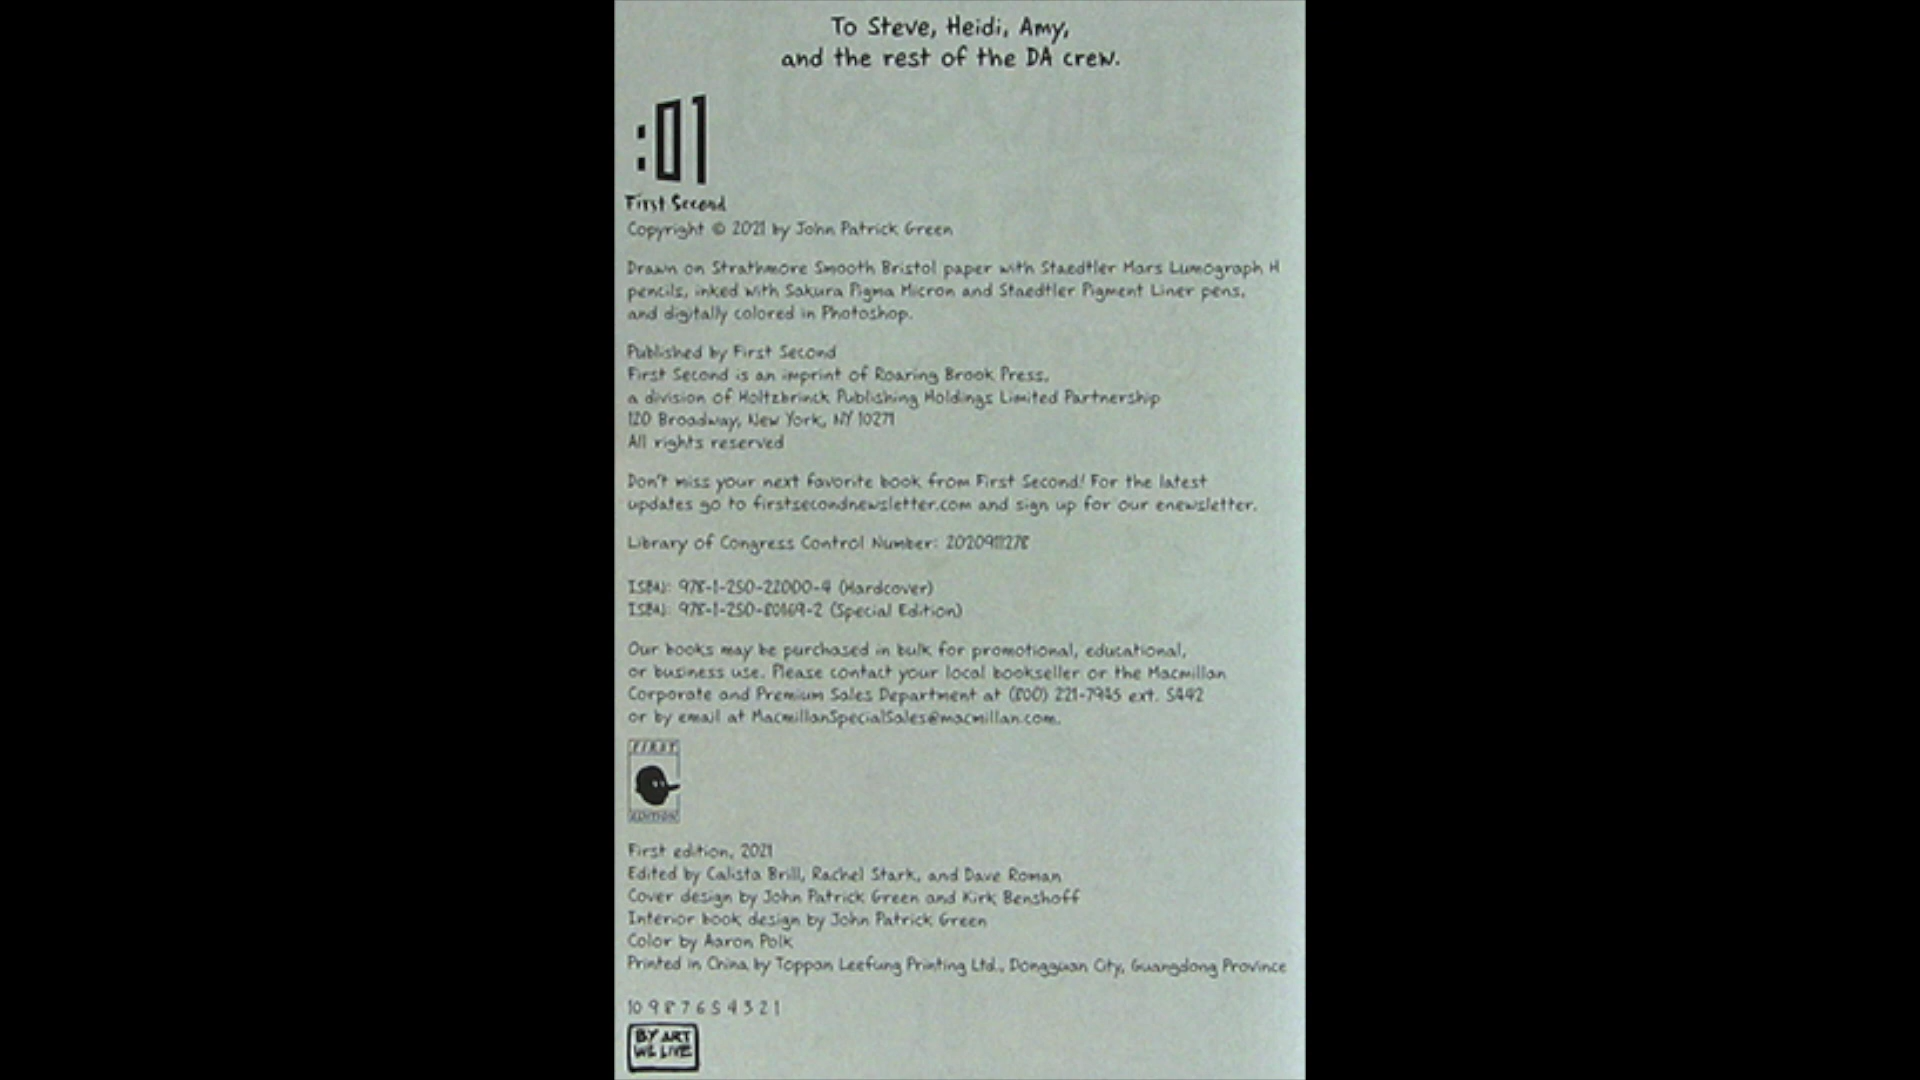 To Steve, Heidi, Amy,
and the rest of the DA crew.
:01
First Second
Copyright © 2021 by John Patrick Green
Drawn on Strathmore Smooth Bristol paper with Staedtler Mars Lumograph H
pencils, inked with Sakura Pigma Micron and Staedtler Pigment Liner pens,
and digitally colored in Photoshop.
Published by First Second
First Second is an imprint of Roaring Brook Press,
a division of Holtzbrinck Publishing Holdings Limited Partnership
120 Broadway, New York, NY 10271
All rights reserved
Don't miss your next favorite book from First Second! For the latest
updates go to firstsecondnewsletter.com and sign up for our enewsletter.
Library of Congress Control Number: 2020911278
ISBN: 978-1-250-22000-4 (Hardcover)
ISBN: 978-1-250-80169-2 (Special Edition)
Our books may be purchased in bulk for promotional, educational,
or business use. Please contact your local bookseller or the Macmillan
Corporate and Premium Sales Department at (800) 221-7945 ext. 5442
or by email at MacmillanSpecialSales@macmillan.com.
FIRST
EDITION
First edition, 2021
Edited by Calista Brill, Rachel Stark, and Dave Roman
Cover design by John Patrick Green and Kirk Benshoff
Interior book design by John Patrick Green
Color by Aaron Polk
Printed in China by Toppan Leefung Printing Ltd., Dongguan City, Guangdong Province
10 9 8 7 6 5 4 3 2 1
BY ART
WE LIVE